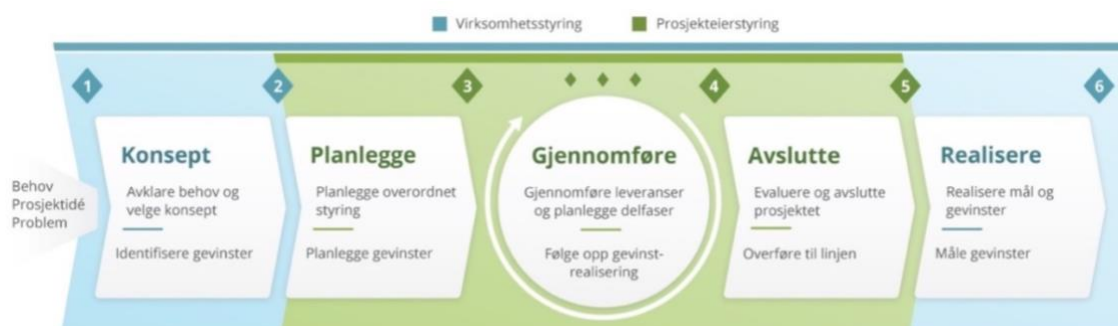 Virksomhetsstyring
Prosjekteierstyring
1
2
3
4
5
6
Behov
Prosjektidé
Problem
Konsept
Avklare behov og
velge konsept
Identifisere gevinster
Planlegge
Planlegge overordnet
styring
Planlegge gevinster
Gjennomføre
Gjennomføre leveranser
og planlegge delfaser
Følge opp gevinst-
realisering
Avslutte
Evaluere og avslutte
prosjektet
Overføre til linjen
Realisere
Realisere mål og
gevinster
Måle gevinster